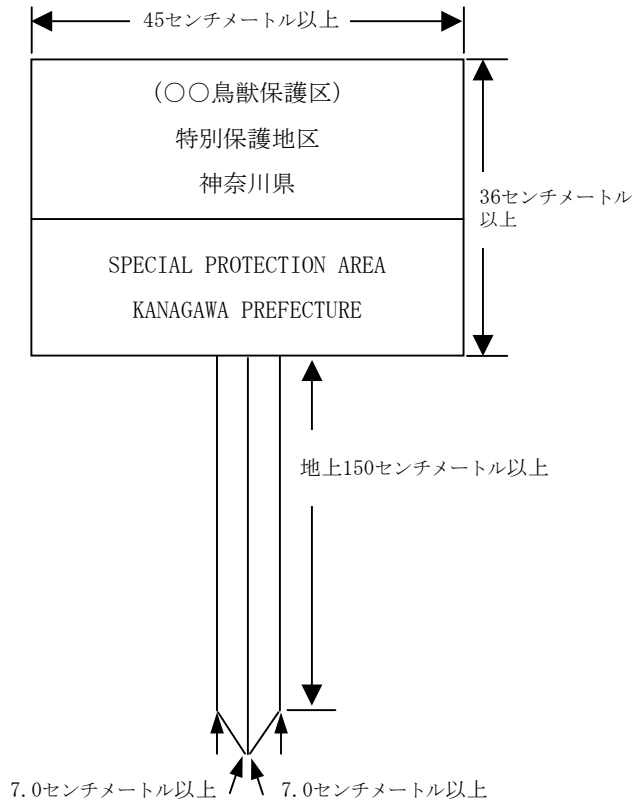 45センチメートル以上
(○○鳥獣保護区)
特別保護地区
神奈川県
36センチメートル
以上
SPECIAL PROTECTION AREA
KANAGAWA PREFECTURE
地上150センチメートル以上
7.0センチメートル以上
7.0センチメートル以上